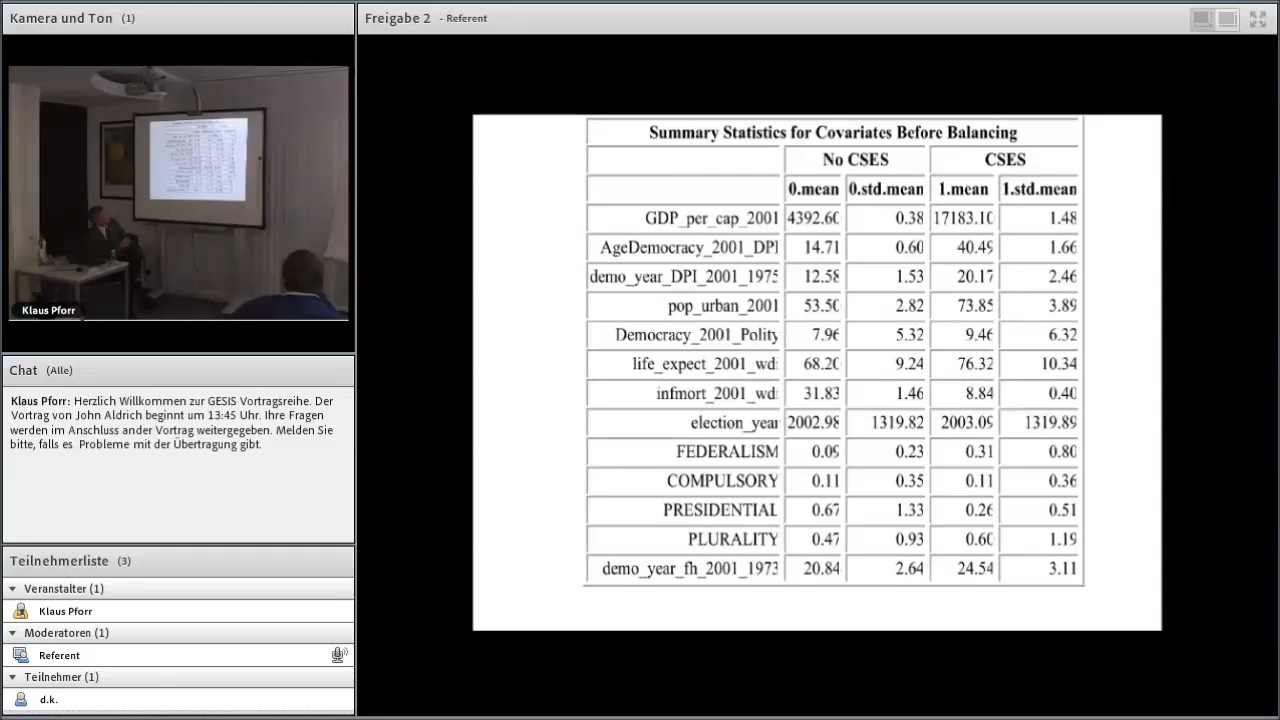 Kamera und Ton (1)
Klaus Pforr
Chat (Alle)
Klaus Pforr: Herzlich Willkommen zur GESIS Vortragsreihe. Der
Vortrag von John Aldrich beginnt um 13:45 Uhr. Ihre Fragen
werden im Anschluss ander Vortrag weitergegeben. Melden Sie
bitte, falls es Probleme mit der Übertragung gibt.
Teilnehmerliste (3)
Veranstalter (1)
Klaus Pforr
Moderatoren (1)
Referent
Teilnehmer (1)
d.k.
Freigabe 2 - Referent
Summary Statistics for Covariates Before Balancing
No CSES CSES
0.mean 0.std.mean 1.mean 1.std.mean
GDP_per_cap_2001 4392.60 0.38 17183.10 1.48
AgeDemocracy_2001_DPI 14.71 0.60 40.49 1.66
demo_year_DPI_2001_1975 12.58 1.53 20.17 2.46
pop_urban_2001 53.50 2.82 73.85 3.89
Democracy_2001_Polity 7.96 5.32 9.46 6.32
life_expect_2001_wdi 68.20 9.24 76.32 10.34
infmort_2001_wdi 31.83 1.46 8.84 0.40
election_year 2002.98 1319.82 2003.09 1319.89
FEDERALISM 0.09 0.23 0.31 0.80
COMPULSORY 0.11 0.35 0.11 0.36
PRESIDENTIAL 0.67 1.33 0.26 0.51
PLURALITY 0.47 0.93 0.60 1.19
demo_year_fh_2001_1973 20.84 2.64 24.54 3.11